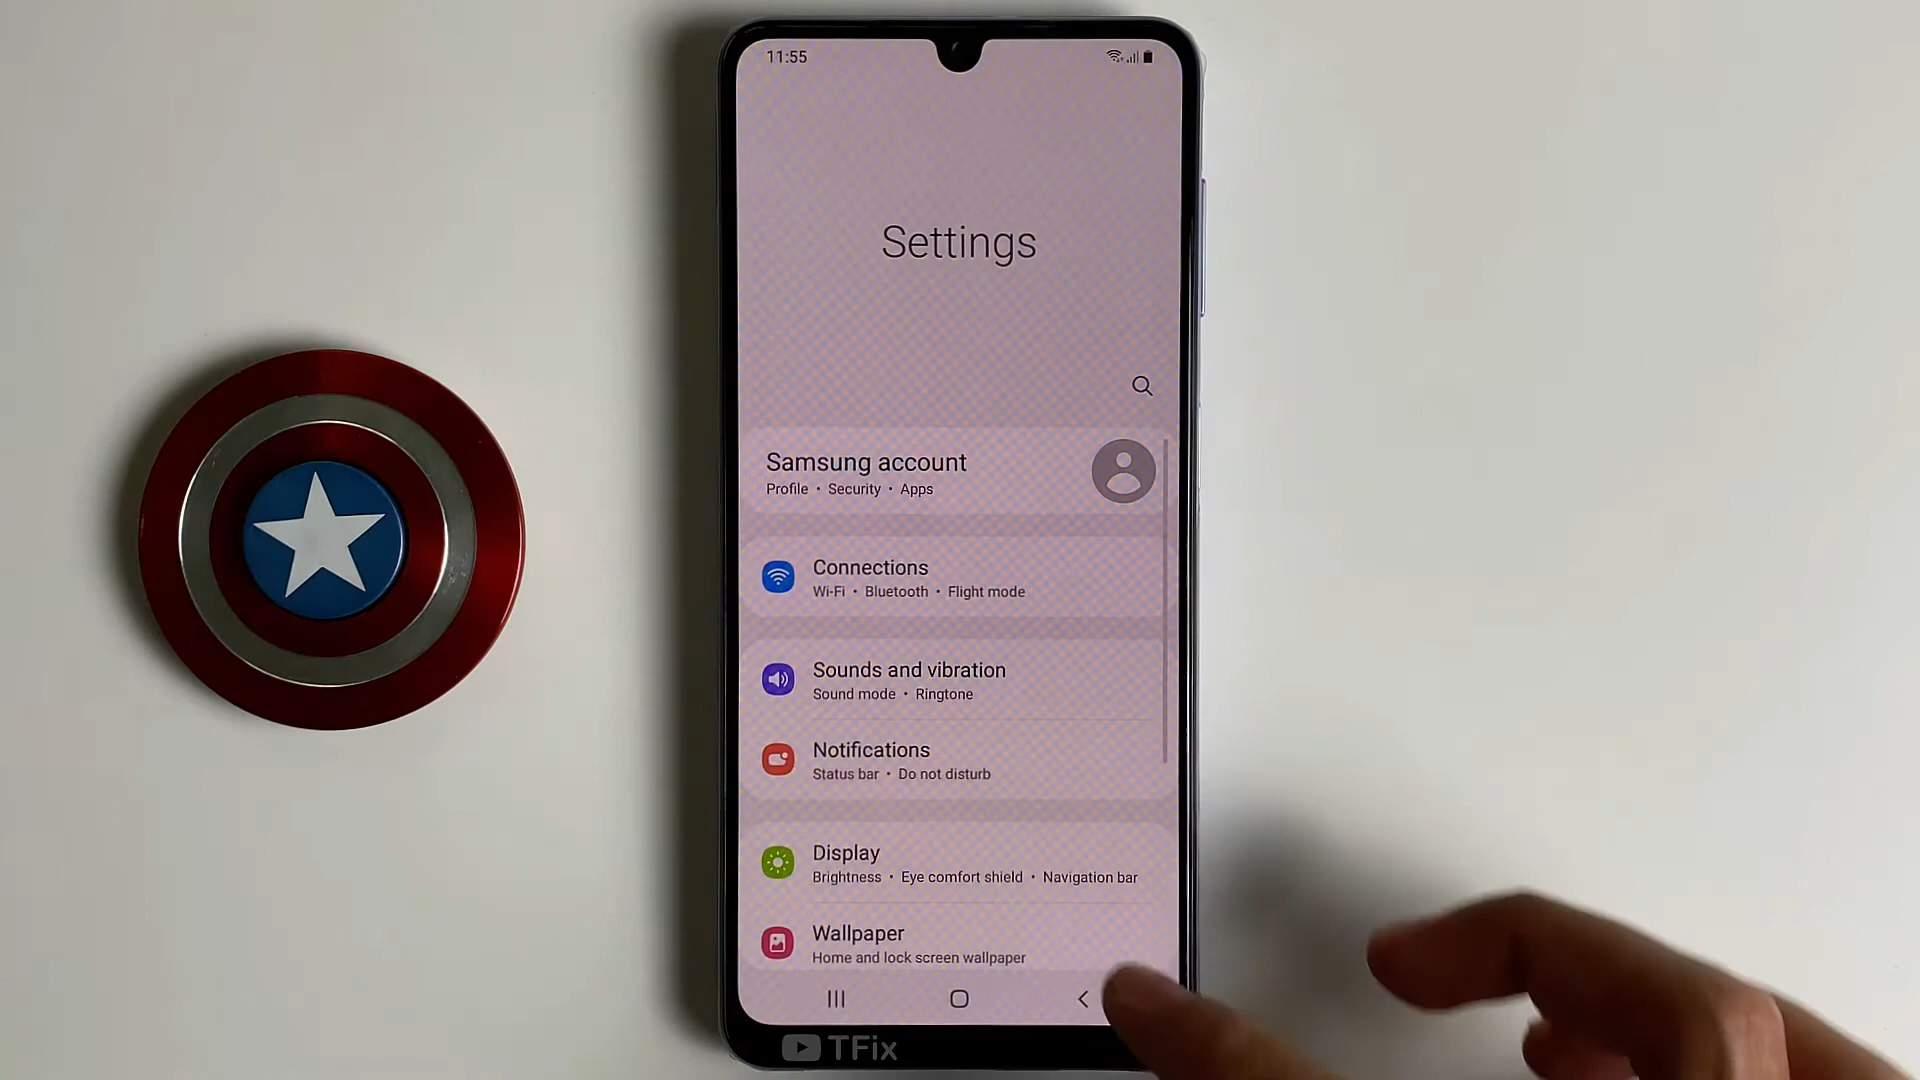 11:55
Settings
Samsung account
Profile • Security • Apps
Connections
Wi-Fi • Bluetooth • Flight mode
Sounds and vibration
Sound mode • Ringtone
Notifications
Status bar • Do not disturb
Display
Brightness • Eye comfort shield • Navigation bar
Wallpaper
Home and lock screen wallpaper
TFix